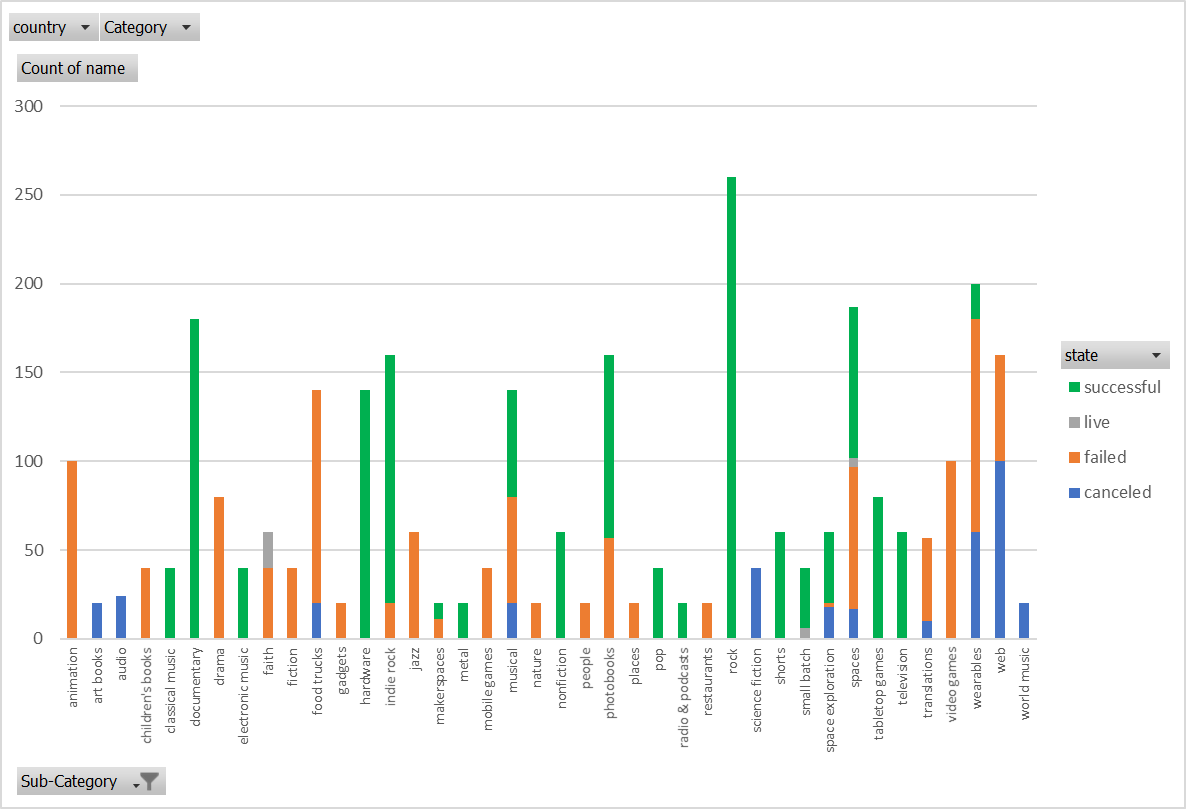 country Category
Count of name
300
250
200
150
100
50
0
state
successful
live
failed
canceled
animation
art books
audio
children's books
classical music
documentary
drama
electronic music
faith
fiction
food trucks
gadgets
hardware
indie rock
jazz
makerspaces
metal
mobile games
musical
nature
nonfiction
people
photobooks
places
pop
radio & podcasts
restaurants
rock
science fiction
shorts
small batch
space exploration
spaces
tabletop games
television
translations
video games
wearables
web
world music
Sub-Category